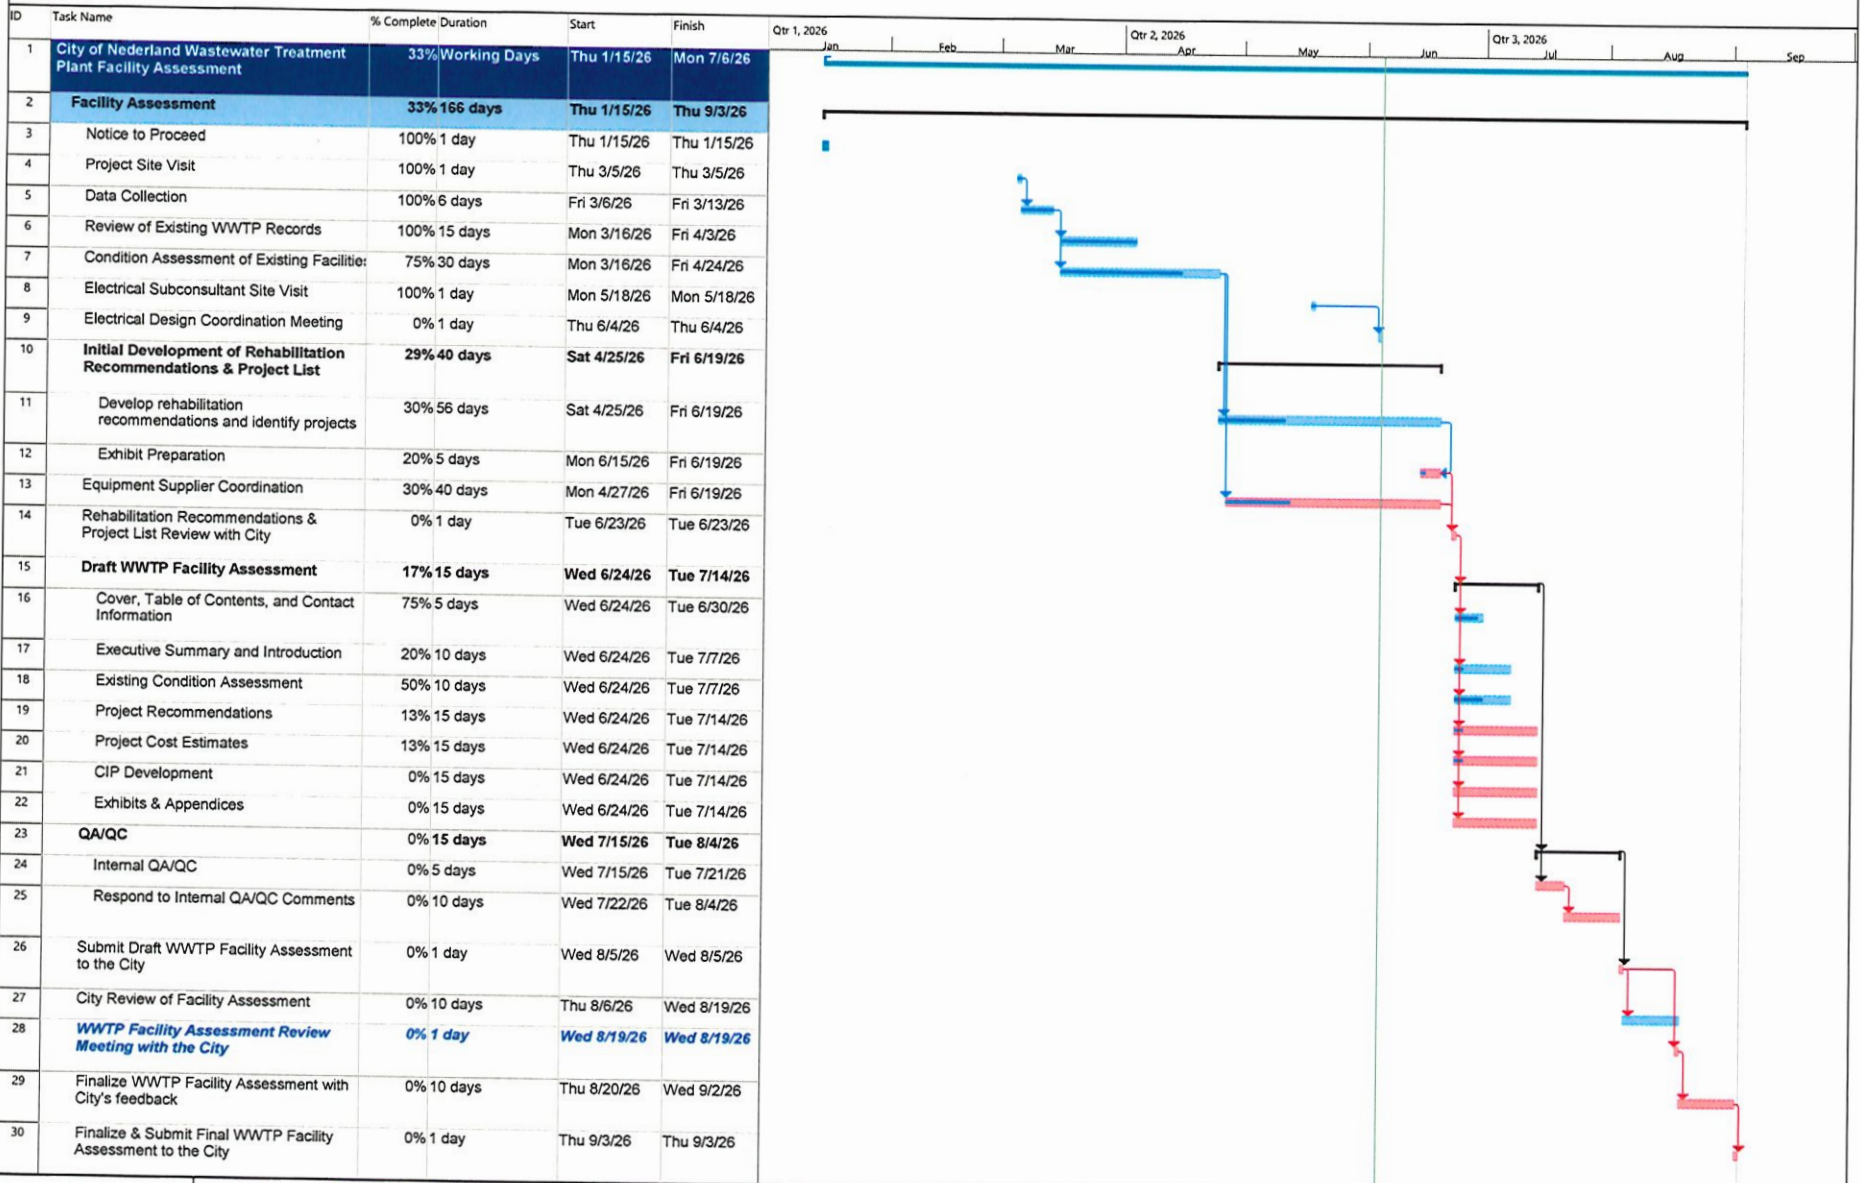 ID Task Name % Complete Duration Start Finish
Qtr 1, 2026 Qtr 2, 2026 Qtr 3, 2026
Jan Feb Mar Apr May Jun Jul Aug Sep
1 City of Nederland Wastewater Treatment 33% Working Days Thu 1/15/26 Mon 7/6/26
Plant Facility Assessment
2 Facility Assessment 33% 166 days Thu 1/15/26 Thu 9/3/26
3 Notice to Proceed 100% 1 day Thu 1/15/26 Thu 1/15/26
4 Project Site Visit 100% 1 day Thu 3/5/26 Thu 3/5/26
5 Data Collection 100% 6 days Fri 3/6/26 Fri 3/13/26
6 Review of Existing WWTP Records 100% 15 days Mon 3/16/26 Fri 4/3/26
7 Condition Assessment of Existing Facilities 75% 30 days Mon 3/16/26 Fri 4/24/26
8 Electrical Subconsultant Site Visit 100% 1 day Mon 5/18/26 Mon 5/18/26
9 Electrical Design Coordination Meeting 0% 1 day Thu 6/4/26 Thu 6/4/26
10 Initial Development of Rehabilitation 29% 40 days Sat 4/25/26 Fri 6/19/26
Recommendations & Project List
11 Develop rehabilitation 30% 56 days Sat 4/25/26 Fri 6/19/26
recommendations and identify projects
12 Exhibit Preparation 20% 5 days Mon 6/15/26 Fri 6/19/26
13 Equipment Supplier Coordination 30% 40 days Mon 4/27/26 Fri 6/19/26
14 Rehabilitation Recommendations & 0% 1 day Tue 6/23/26 Tue 6/23/26
Project List Review with City
15 Draft WWTP Facility Assessment 17% 15 days Wed 6/24/26 Tue 7/14/26
16 Cover, Table of Contents, and Contact 75% 5 days Wed 6/24/26 Tue 6/30/26
Information
17 Executive Summary and Introduction 20% 10 days Wed 6/24/26 Tue 7/7/26
18 Existing Condition Assessment 50% 10 days Wed 6/24/26 Tue 7/7/26
19 Project Recommendations 13% 15 days Wed 6/24/26 Tue 7/14/26
20 Project Cost Estimates 13% 15 days Wed 6/24/26 Tue 7/14/26
21 CIP Development 0% 15 days Wed 6/24/26 Tue 7/14/26
22 Exhibits & Appendices 0% 15 days Wed 6/24/26 Tue 7/14/26
23 QA/QC 0% 15 days Wed 7/15/26 Tue 8/4/26
24 Internal QA/QC 0% 5 days Wed 7/15/26 Tue 7/21/26
25 Respond to Internal QA/QC Comments 0% 10 days Wed 7/22/26 Tue 8/4/26
26 Submit Draft WWTP Facility Assessment 0% 1 day Wed 8/5/26 Wed 8/5/26
to the City
27 City Review of Facility Assessment 0% 10 days Thu 8/6/26 Wed 8/19/26
28 WWTP Facility Assessment Review 0% 1 day Wed 8/19/26 Wed 8/19/26
Meeting with the City
29 Finalize WWTP Facility Assessment with 0% 10 days Thu 8/20/26 Wed 9/2/26
City's feedback
30 Finalize & Submit Final WWTP Facility 0% 1 day Thu 9/3/26 Thu 9/3/26
Assessment to the City